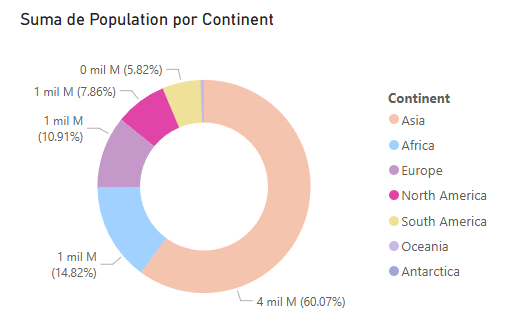 Suma de Population por Continent
0 mil M (5.82%)
1 mil M (7.86%)
1 mil M
(10.91%)
1 mil M
(14.82%)
4 mil M (60.07%)
Continent
Asia
Africa
Europe
North America
South America
Oceania
Antarctica